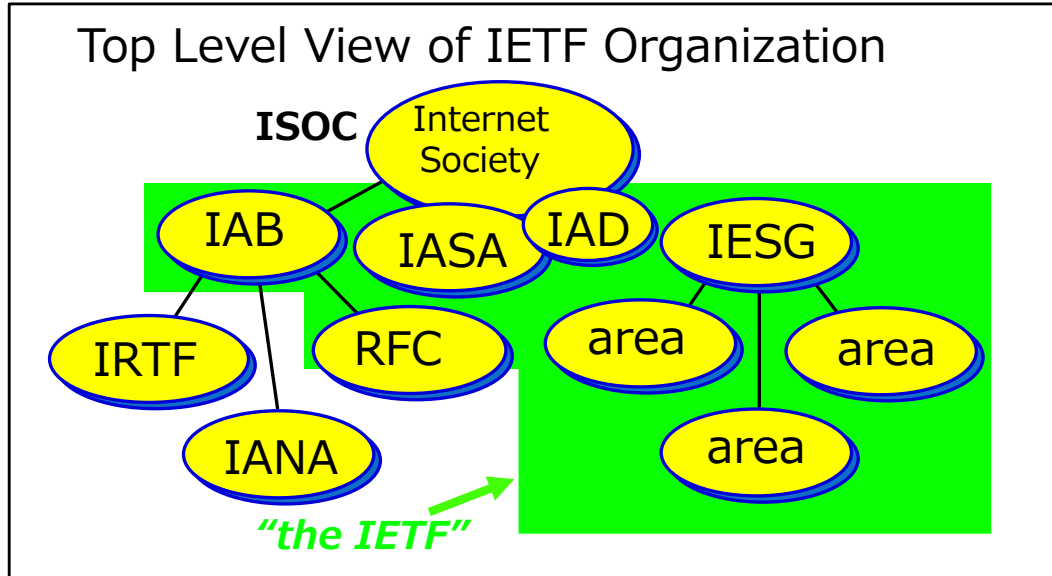 Top Level View of IETF Organization
ISOC
Internet
Society
IAB
IASA
IAD
IESG
IRTF
RFC
area
area
IANA
area
“the IETF”